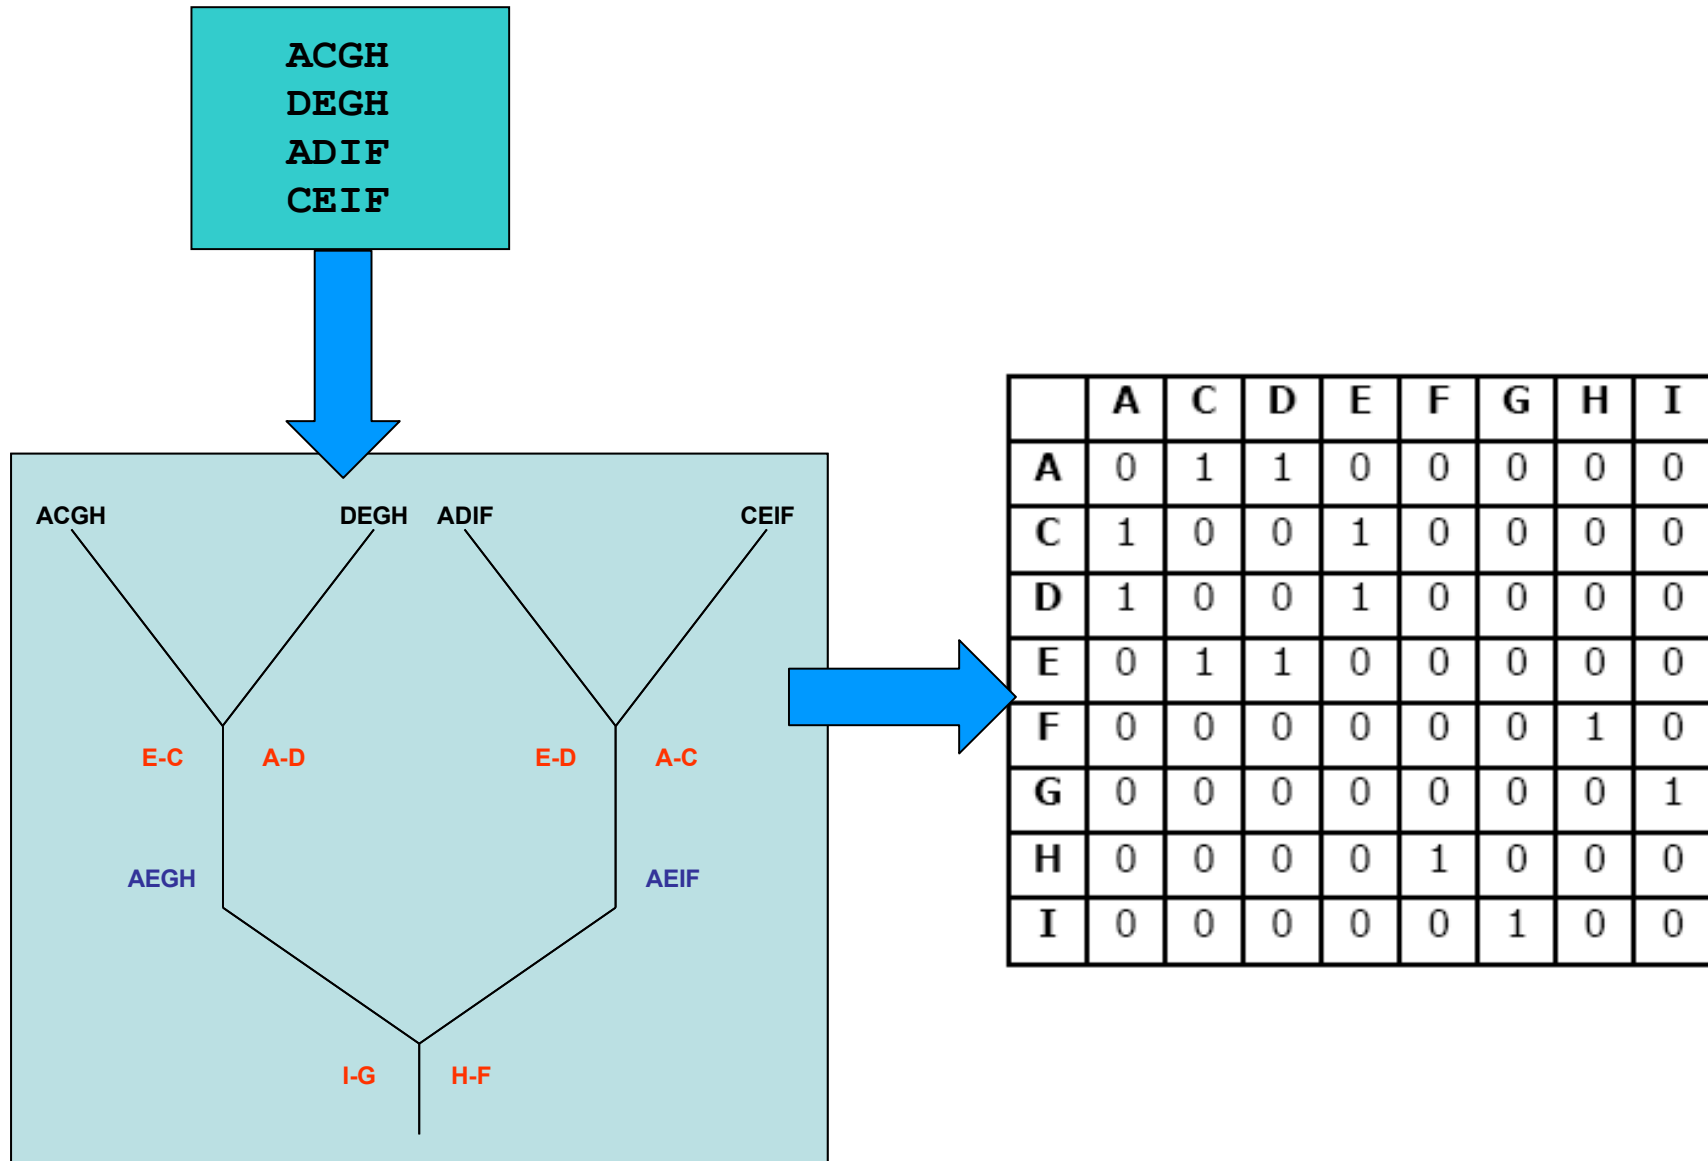 ACGH
DEGH
ADIF
CEIF
ACGH DEGH ADIF CEIF
E-C A-D E-D A-C
AEGH AEIF
I-G H-F
A C D E F G H I
A 0 1 1 0 0 0 0 0
C 1 0 0 1 0 0 0 0
D 1 0 0 1 0 0 0 0
E 0 1 1 0 0 0 0 0
F 0 0 0 0 0 0 1 0
G 0 0 0 0 0 0 0 1
H 0 0 0 0 1 0 0 0
I 0 0 0 0 0 1 0 0